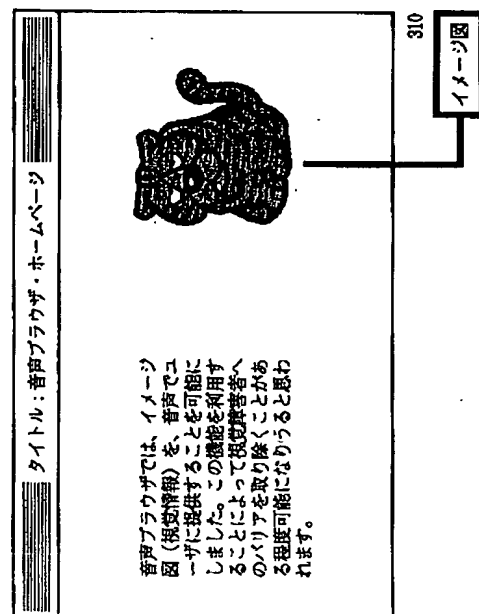 タイトル：音声ブラウザ・ホームページ
音声ブラウザでは、イメージ
図（視覚情報）を、音声でユ
ーザに提供することを可能に
しました。この機能を利用す
ることによって視覚障害者へ
のバリアを取り除くことがあ
る程度可能になりうると思わ
れます。
310
イメージ図